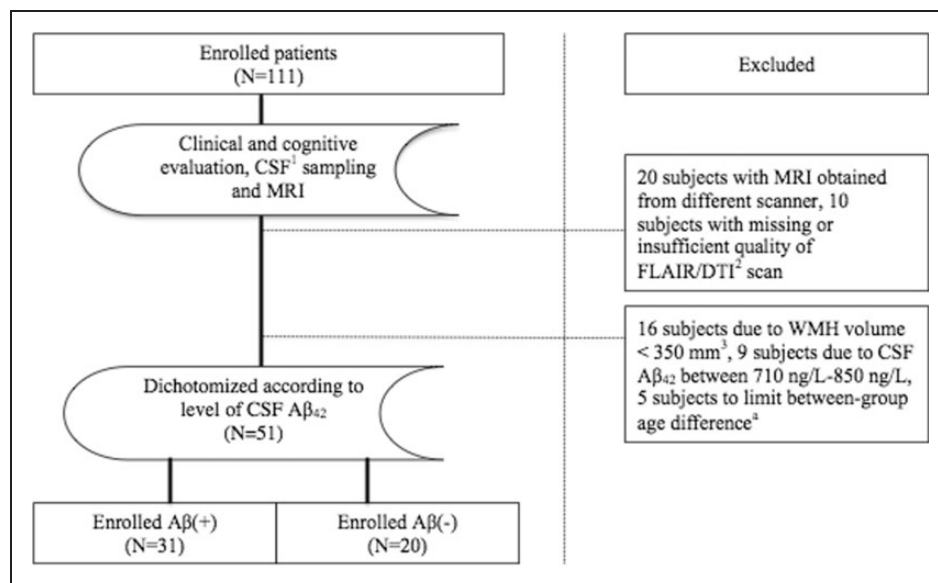 Enrolled patients
(N=111)
Excluded
Clinical and cognitive
evaluation, CSF¹ sampling
and MRI
20 subjects with MRI obtained
from different scanner, 10
subjects with missing or
insufficient quality of
FLAIR/DTI² scan
16 subjects due to WMH volume
< 350 mm³, 9 subjects due to CSF
Aβ₄₂ between 710 ng/L-850 ng/L,
5 subjects to limit between-group
age differenceᵃ
Dichotomized according to
level of CSF Aβ₄₂
(N=51)
Enrolled Aβ(+)
(N=31)
Enrolled Aβ(-)
(N=20)